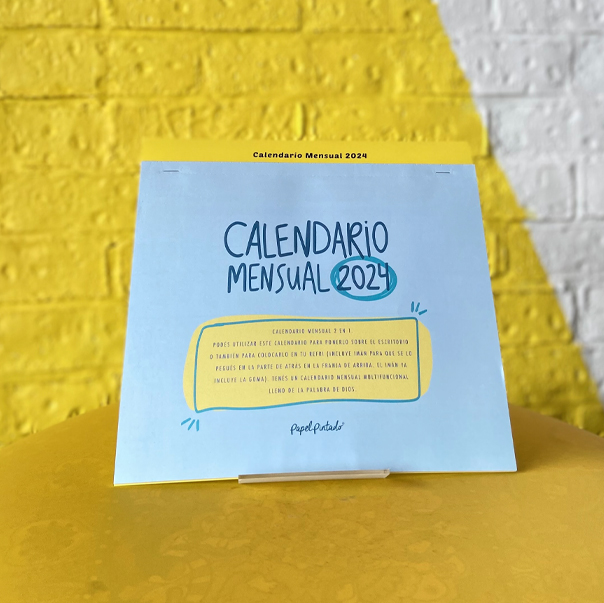 Calendario Mensual 2024
CALENDARiO
MENSUAL 2024
CALENDARIO MENSUAL 2 EN 1
PODES UTILIZAR ESTE CALENDARIO PARA PONERLO SOBRE EL ESCRITORIO
O TAMBIÉN PARA COLOCARLO EN TU REFRI (INCLUYE IMÁN PARA QUE SE LO
PEGUES EN LA PARTE DE ATRÁS EN LA FRANJA DE ARRIBA, EL IMÁN YA
INCLUYE LA GOMA). TENÉS UN CALENDARIO MENSUAL MULTIFUNCIONAL
LLENO DE LA PALABRA DE DIOS.
papelpintado